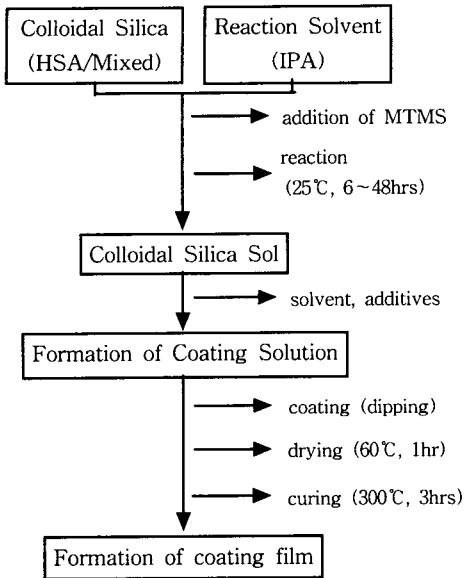 Colloidal Silica
(HSA/Mixed)
Reaction Solvent
(IPA)
addition of MTMS
reaction
(25℃, 6~48hrs)
Colloidal Silica Sol
solvent, additives
Formation of Coating Solution
coating (dipping)
drying (60℃, 1hr)
curing (300℃, 3hrs)
Formation of coating film